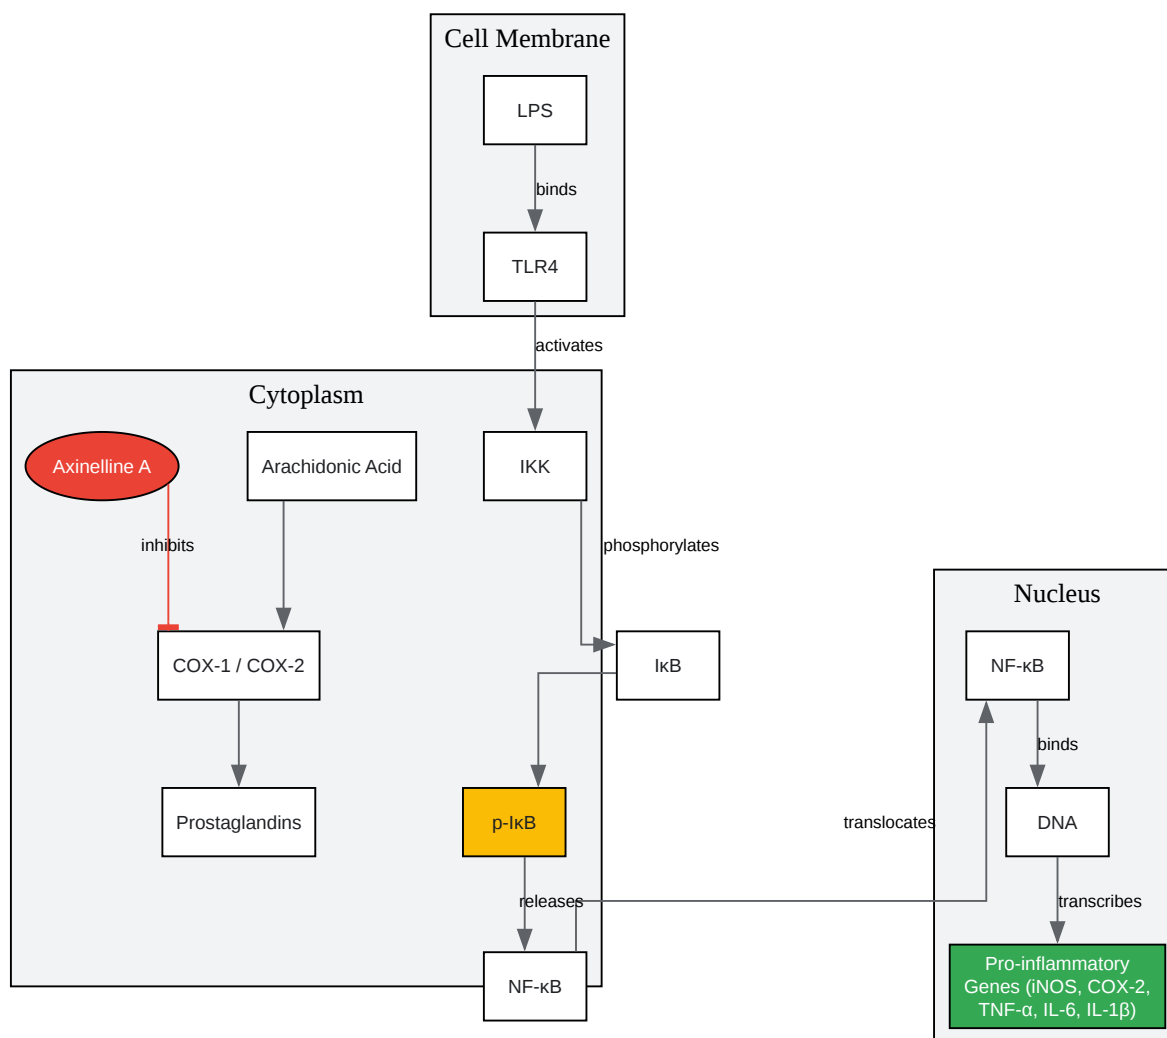 Cell Membrane
LPS
binds
TLR4
activates
Cytoplasm
Axinelline A
Arachidonic Acid
IKK
inhibits
phosphorylates
Nucleus
COX-1 / COX-2
IκB
NF-κB
binds
Prostaglandins
p-IκB
translocates
DNA
releases
transcribes
NF-κB
Pro-inflammatory
Genes (iNOS, COX-2,
TNF-α, IL-6, IL-1β)